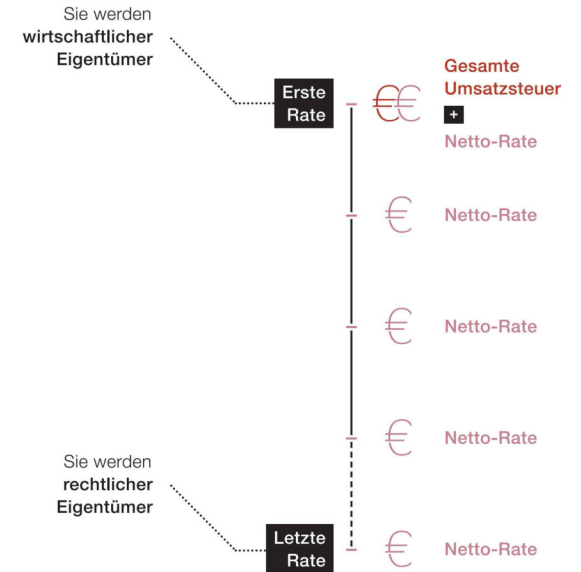 Sie werden
wirtschaftlicher
Eigentümer
Erste
Rate
€€
Gesamte
Umsatzsteuer
+
Netto-Rate
€
Netto-Rate
€
Netto-Rate
€
Netto-Rate
Sie werden
rechtlicher
Eigentümer
Letzte
Rate
€
Netto-Rate